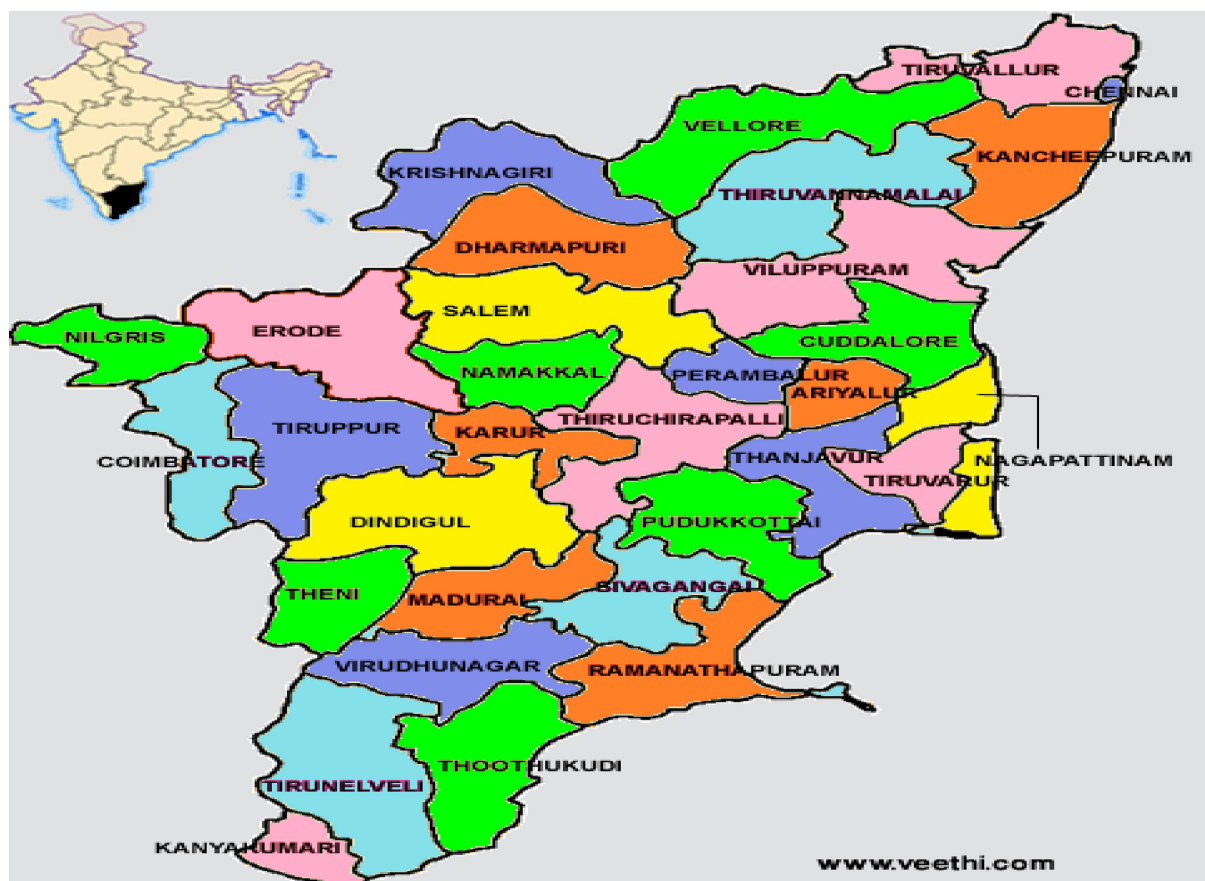 TIRUVALLUR
CHENNAI
VELLORE
KANCHEEPURAM
KRISHNAGIRI
THIRUVANNAMALAI
DHARMAPURI
VILUPPURAM
SALEM
NILGRIS
ERODE
CUDDALORE
NAMAKKAL
PERAMBALUR
ARIYALUR
THIRUCHIRAPALLI
TIRUPPUR
KARUR
COIMBATORE
THANJAVUR
NAGAPATTINAM
TIRUVARUR
DINDIGUL
PUDUKKOTTAI
THENI
MADURAI
SIVAGANGAI
VIRUDHUNAGAR
RAMANATHAPURAM
THOOTHUKUDI
TIRUNELVELI
KANYAKUMARI
www.veethi.com